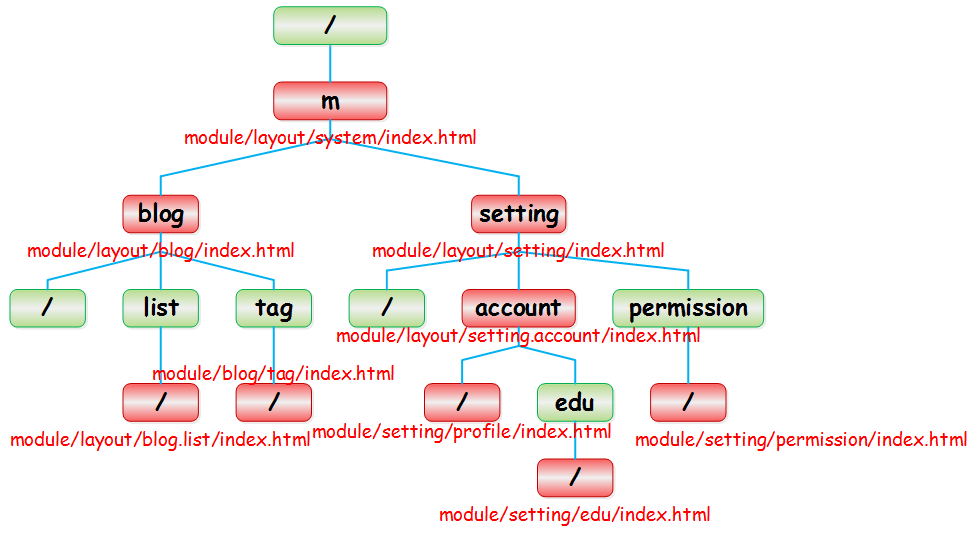 /
m
module/layout/system/index.html
blog
setting
module/layout/blog/index.html
module/layout/setting/index.html
/
list
tag
/
account
permission
module/layout/setting.account/index.html
module/blog/tag/index.html
/
/
/
edu
/
module/layout/blog.list/index.html
module/setting/profile/index.html
module/setting/permission/index.html
/
module/setting/edu/index.html